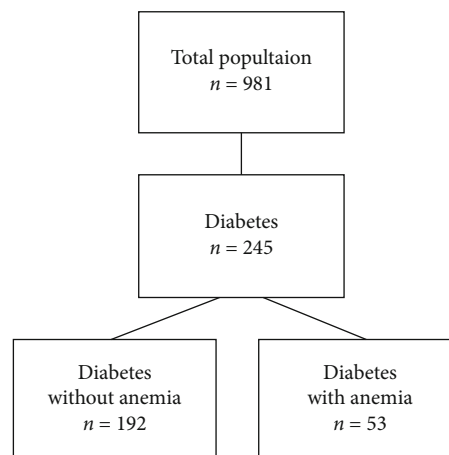 Total popultaion
n = 981
Diabetes
n = 245
Diabetes
without anemia
n = 192
Diabetes
with anemia
n = 53